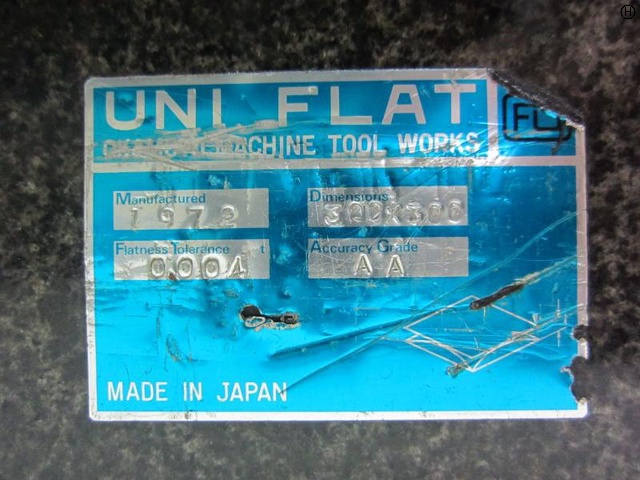 UNI FLAT
FL
MACHINE TOOL WORKS
Manufactured
1972
Dimensions
300X300
Flatness Tolerance t
0.004
Accuracy Grade
AA
MADE IN JAPAN
H